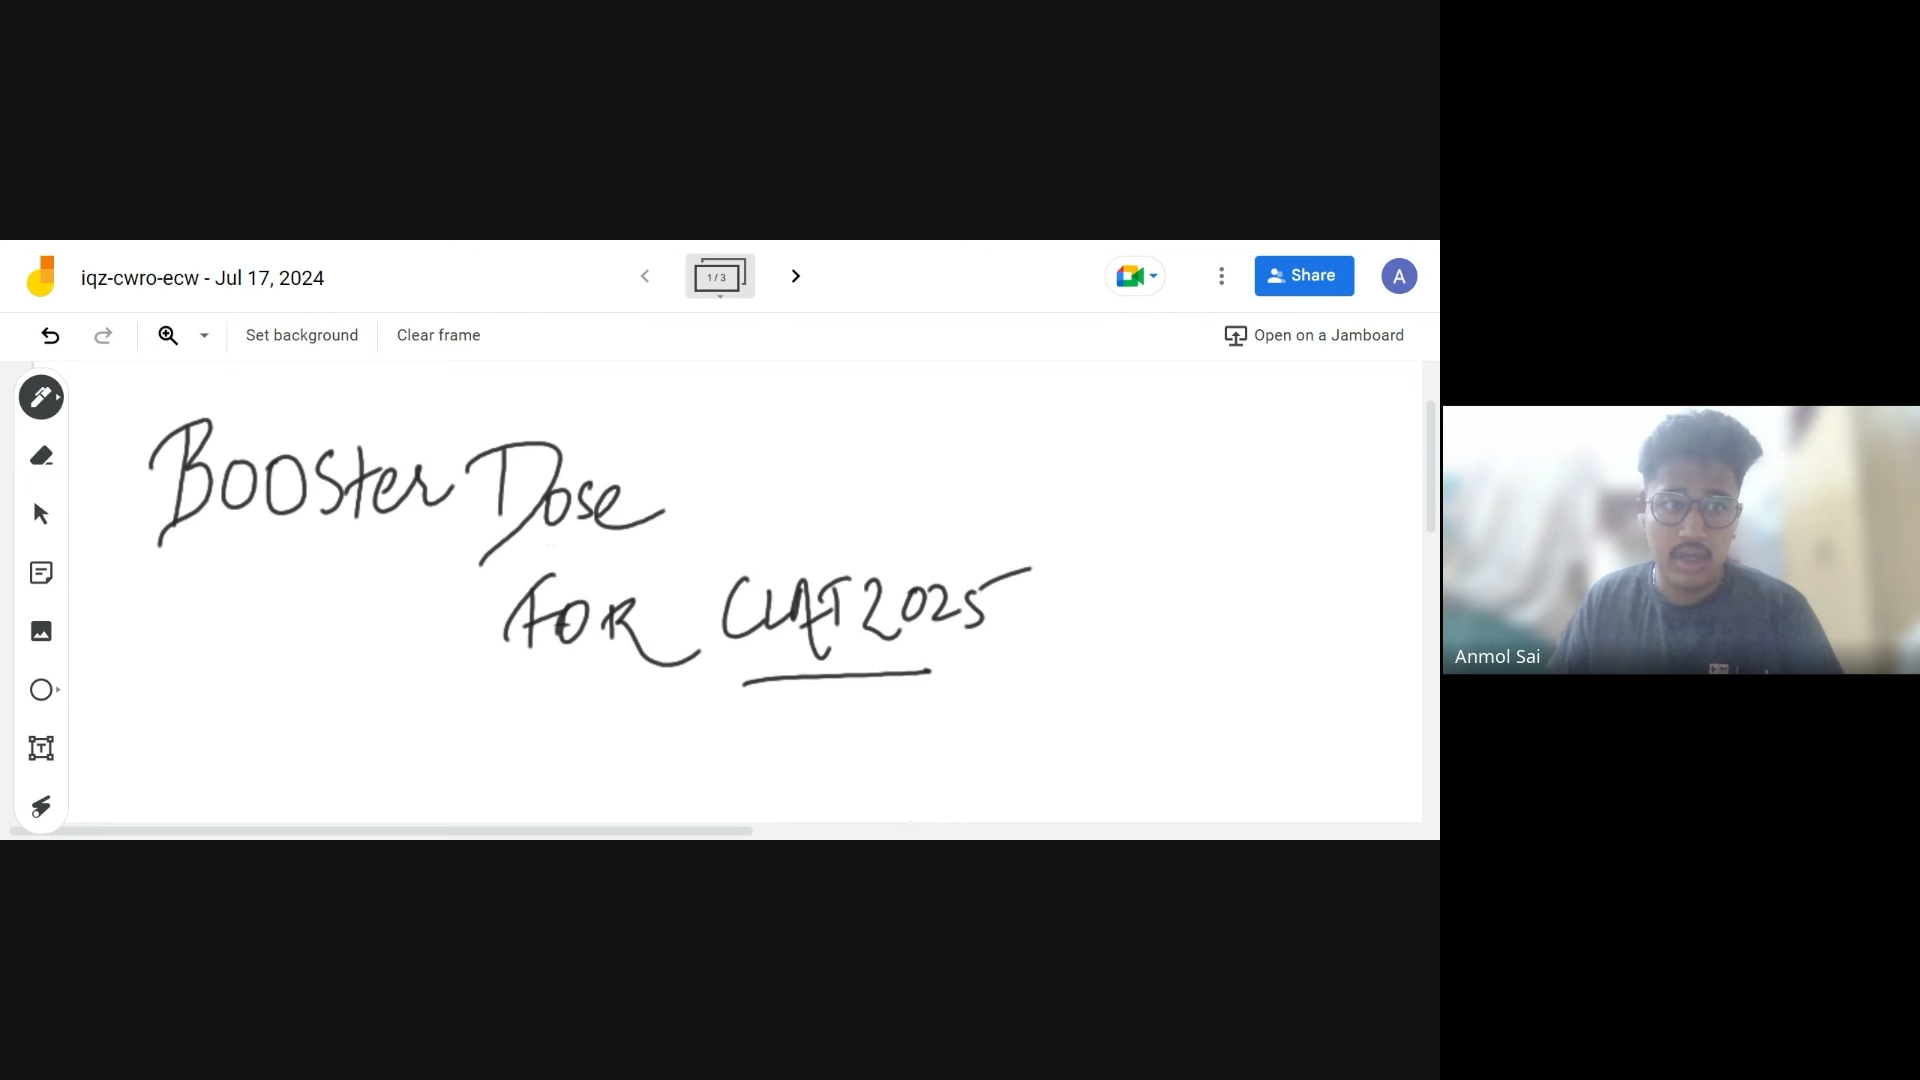 iqz-cwro-ecw - Jul 17, 2024
1 / 3
Share
A
Set background
Clear frame
Open on a Jamboard
Booster Dose
FOR CLAT 2025
Anmol Sai